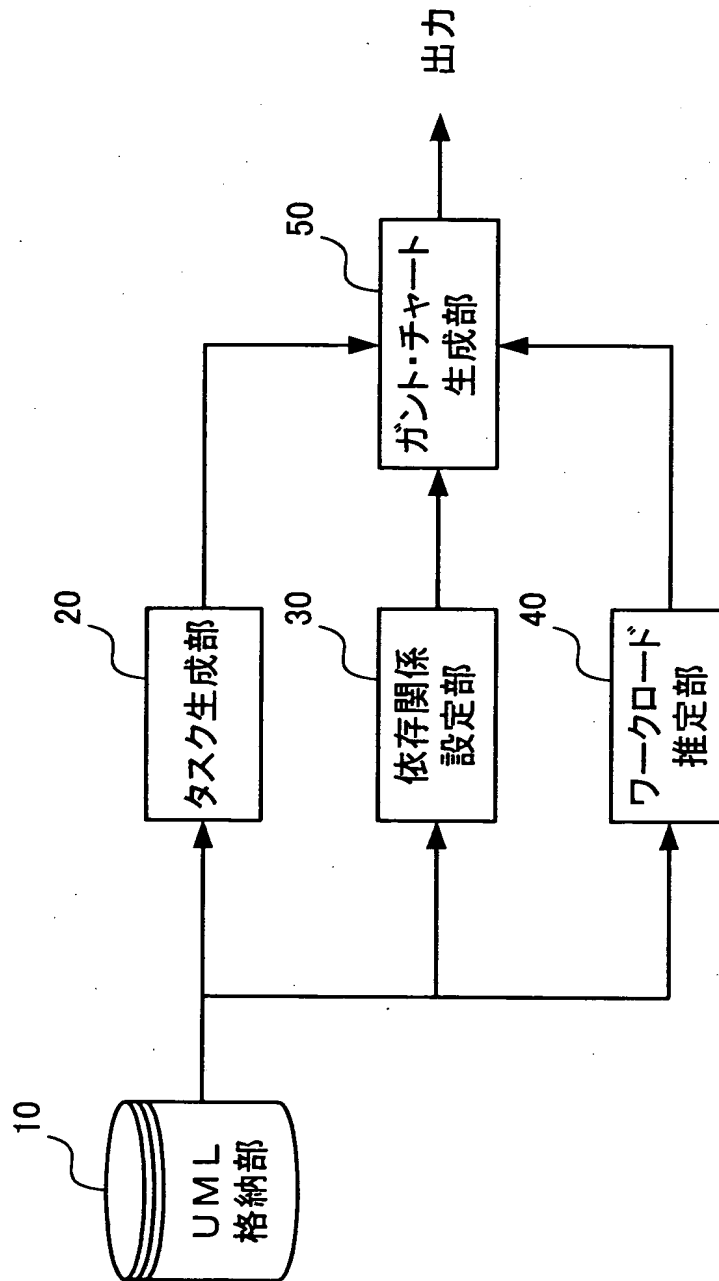 10
UML
格納部
20
タスク生成部
30
依存関係
設定部
40
ワークロード
推定部
50
ガント・チャート
生成部
出力